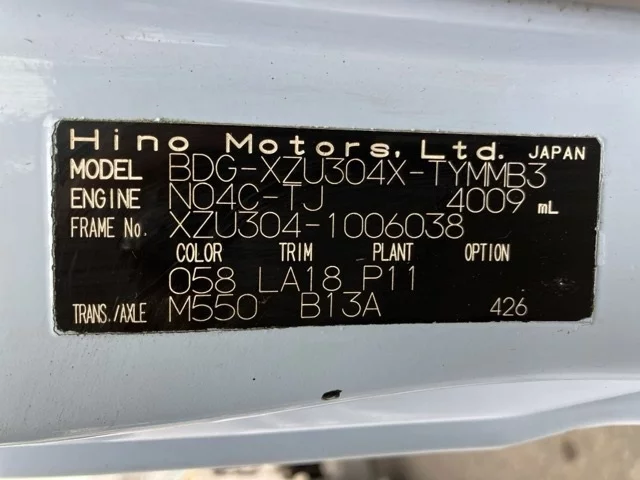 Hino Motors, Ltd. JAPAN
MODEL BDG-XZU304X-TYMMB3
ENGINE N04C-TJ 4009 mL
FRAME No. XZU304-1006038
COLOR TRIM PLANT OPTION
058 LA18 P11
TRANS./AXLE M550 B13A 426